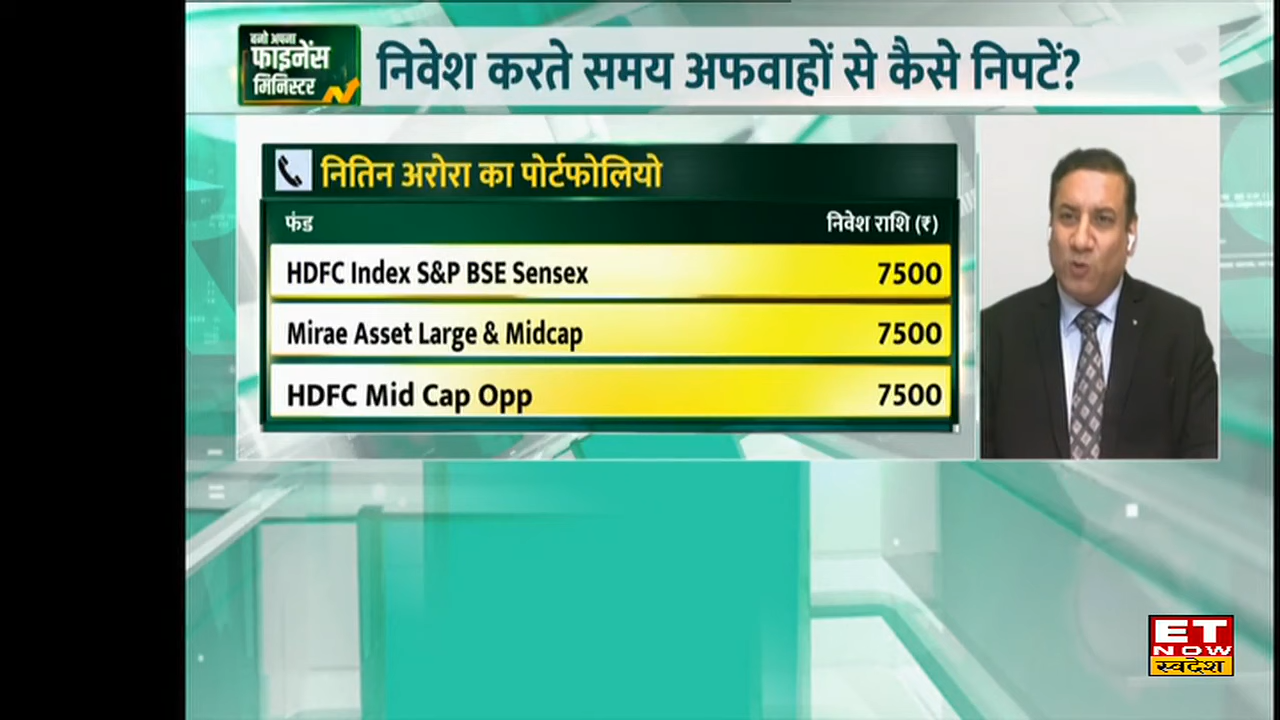 बनो अपना
फाइनेंस
मिनिस्टर
निवेश करते समय अफवाहों से कैसे निपटें?
नितिन अरोरा का पोर्टफोलियो
फंड निवेश राशि (₹)
HDFC Index S&P BSE Sensex 7500
Mirae Asset Large & Midcap 7500
HDFC Mid Cap Opp 7500
ET
NOW
स्वदेश